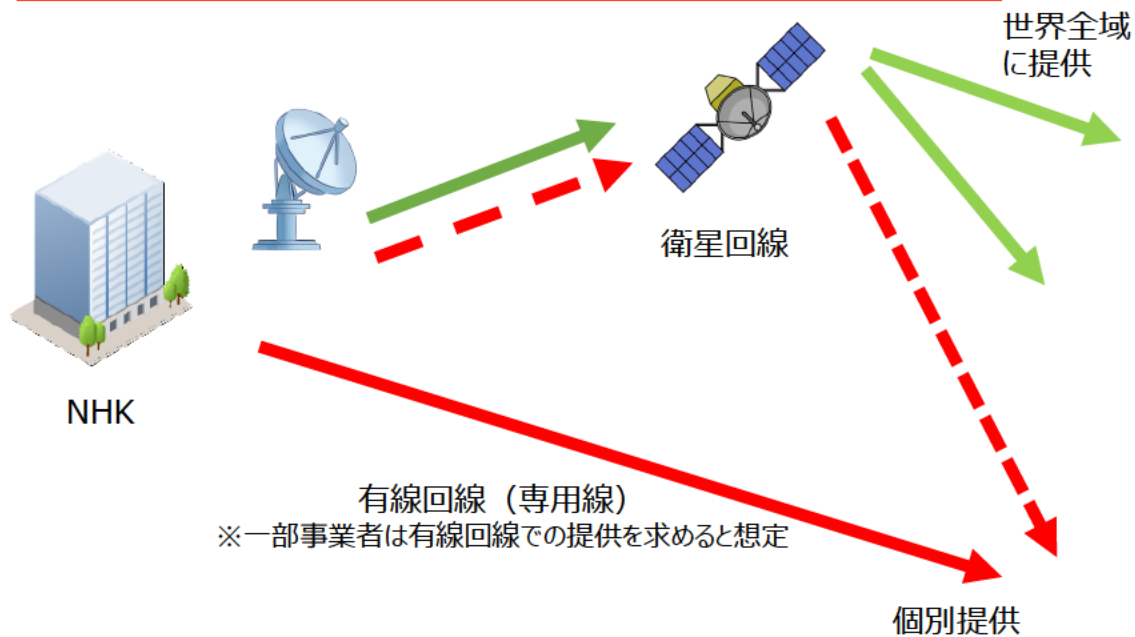 世界全域
に提供
衛星回線
NHK
有線回線（専用線）
※一部事業者は有線回線での提供を求めると想定
個別提供